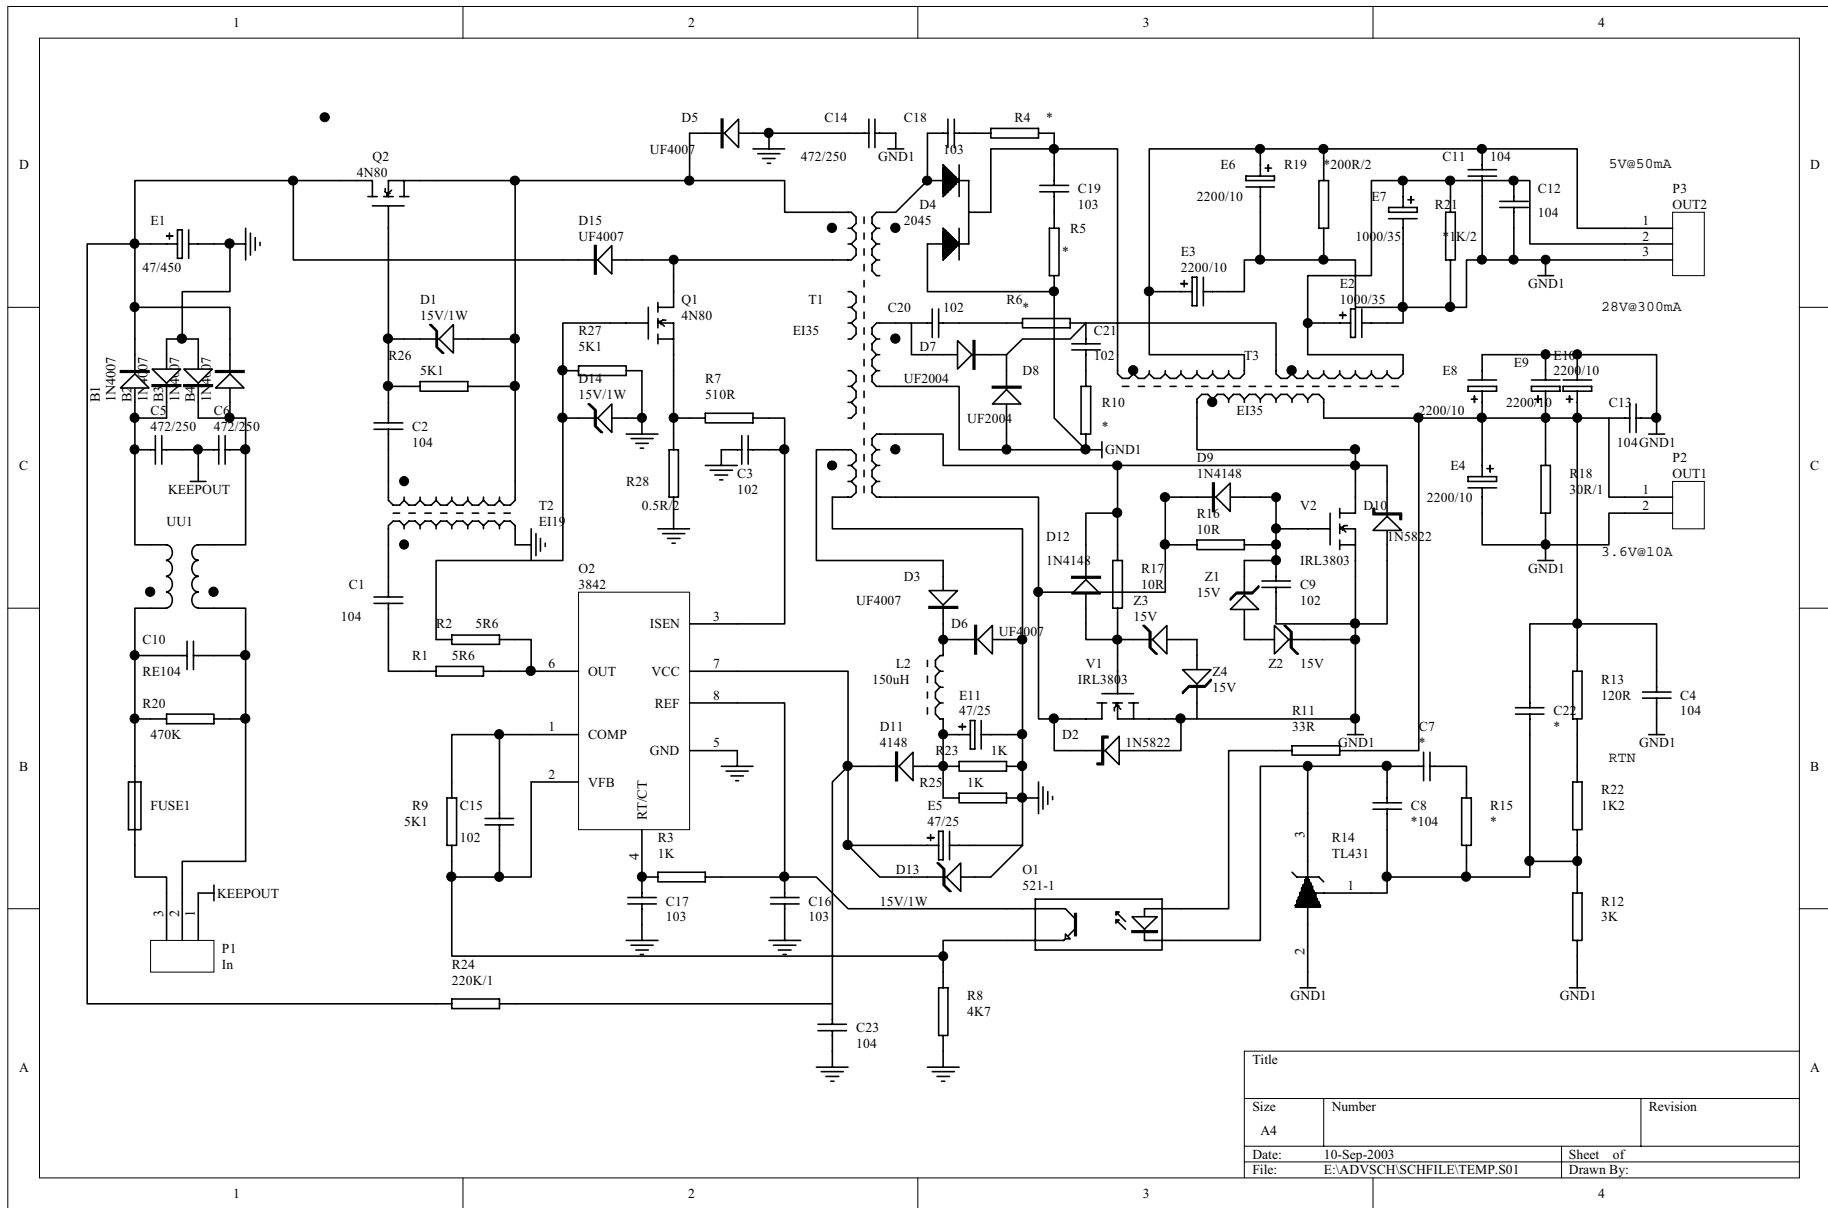 1
2
3
4
D
D
D5
C14
C18
R4
*
UF4007
472/250
GND1
103
Q2
4N80
C11
104
5V@50mA
E6
R19
*200R/2
C12
P3
2200/10
E7
R21
104
OUT2
C19
103
D4
2045
E1
D15
UF4007
R5
*
1000/35
*1K/2
1
2
3
47/450
E3
2200/10
E2
1000/35
GND1
28V@300mA
D1
15V/1W
Q1
4N80
T1
EI35
C20
102
R6
*
R27
5K1
C21
102
R26
5K1
D7
D8
T3
E8
E9
E10
2200/10
B1
1N4007
B2
1N4007
B3
1N4007
B4
1N4007
D14
15V/1W
R7
510R
UF2004
UF2004
R10
*
EI35
2200/10
2200/10
C13
104
GND1
C5
472/250
C6
472/250
C2
104
C
C
GND1
D9
1N4148
E4
2200/10
R18
30R/1
P2
OUT1
KEEPOUT
C3
102
R28
0.5R/2
1
2
UU1
T2
EI19
R16
10R
V2
D10
1N5822
IRL3803
D12
1N4148
3.6V@10A
GND1
O2
3842
C1
104
D3
UF4007
R17
10R
Z1
15V
C9
102
Z3
15V
R2
5R6
ISEN
3
D6
UF4007
C10
RE104
R1
5R6
6
OUT
VCC
7
L2
150uH
V1
IRL3803
Z4
15V
Z2
15V
R13
120R
C4
104
R20
470K
REF
8
E11
47/25
R11
33R
C7
*
C22
*
1
COMP
GND
5
D11
4148
R23
1K
D2
1N5822
GND1
GND1
RTN
B
B
2
VFB
R25
1K
R22
1K2
FUSE1
R9
5K1
C15
102
RT/CT
4
R3
1K
E5
47/25
3
R14
TL431
C8
*104
R15
*
D13
15V/1W
O1
521-1
1
KEEPOUT
3
2
1
C17
103
C16
103
R12
3K
P1
In
R24
220K/1
2
R8
4K7
GND1
GND1
C23
104
A
A
Title
Size
Number
Revision
A4
Date:
10-Sep-2003
Sheet of
File:
E:\ADVSCH\SCHFILE\TEMP.S01
Drawn By:
1
2
3
4